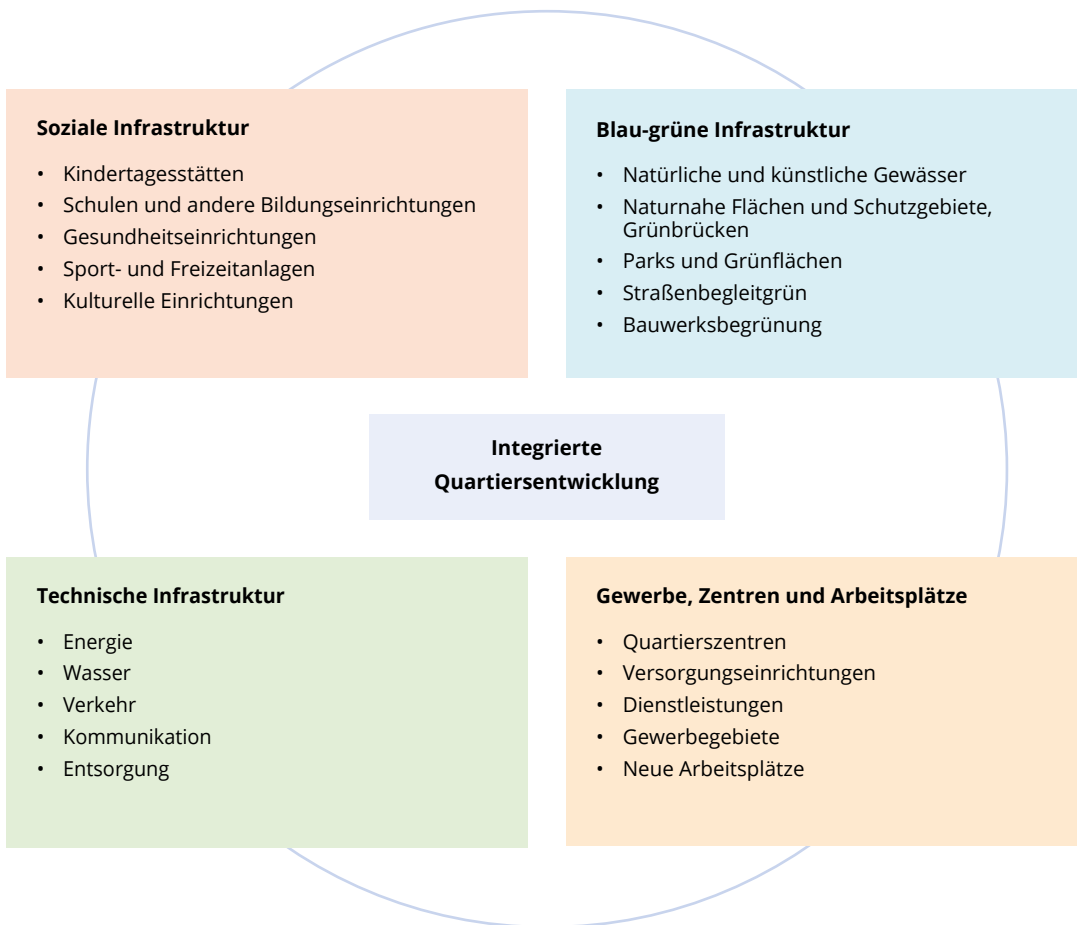 Soziale Infrastruktur
• Kindertagesstätten
• Schulen und andere Bildungseinrichtungen
• Gesundheitseinrichtungen
• Sport- und Freizeitanlagen
• Kulturelle Einrichtungen
Blau-grüne Infrastruktur
• Natürliche und künstliche Gewässer
• Naturnahe Flächen und Schutzgebiete,
Grünbrücken
• Parks und Grünflächen
• Straßenbegleitgrün
• Bauwerksbegrünung
Integrierte
Quartiersentwicklung
Technische Infrastruktur
• Energie
• Wasser
• Verkehr
• Kommunikation
• Entsorgung
Gewerbe, Zentren und Arbeitsplätze
• Quartierszentren
• Versorgungseinrichtungen
• Dienstleistungen
• Gewerbegebiete
• Neue Arbeitsplätze